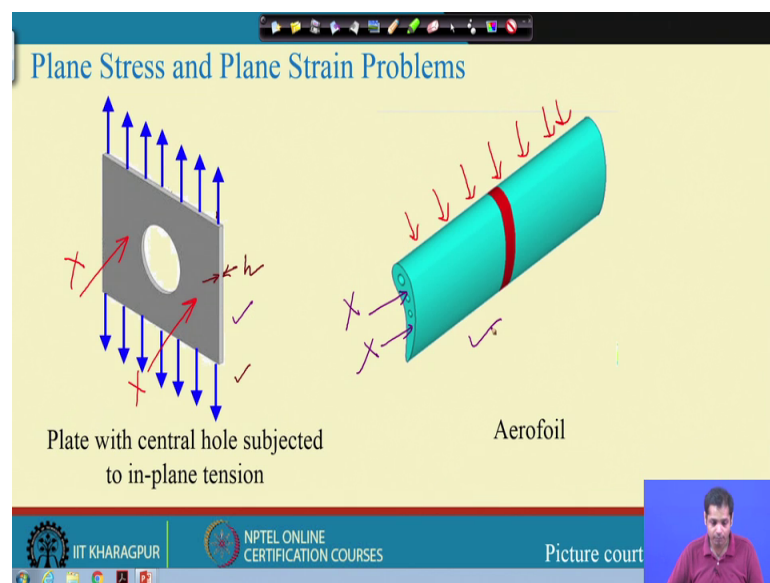 Plane Stress and Plane Strain Problems
h
X
X
X
X
Plate with central hole subjected
to in-plane tension
Aerofoil
IIT KHARAGPUR
NPTEL ONLINE
CERTIFICATION COURSES
Picture court